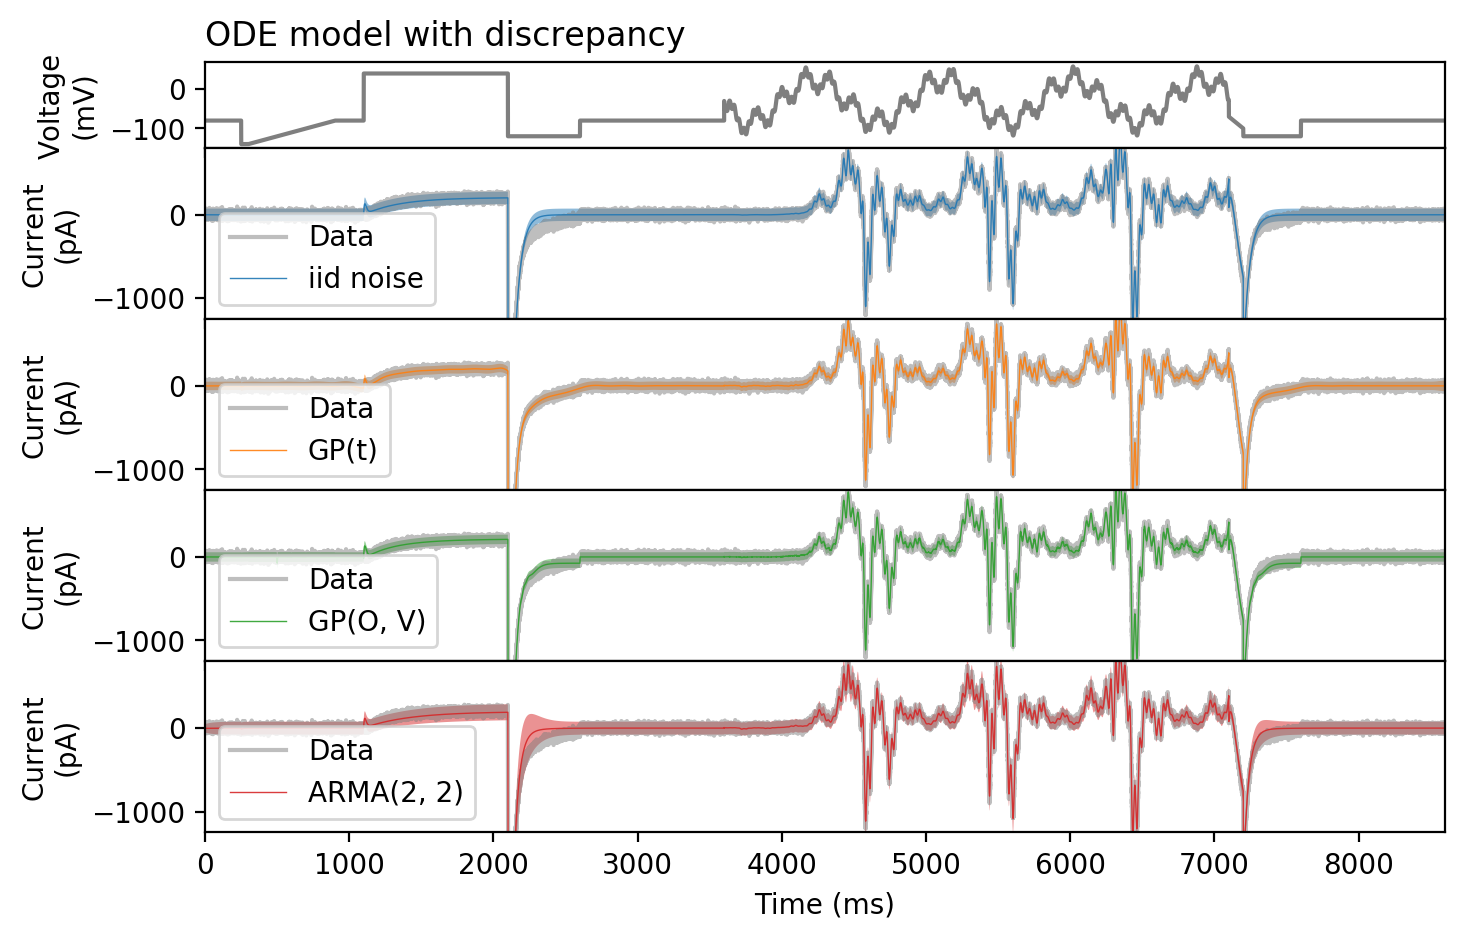 ODE model with discrepancy
Voltage
(mV)
0
−100
Current
(pA)
0
−1000
Data
iid noise
Current
(pA)
0
−1000
Data
GP(t)
Current
(pA)
0
−1000
Data
GP(O, V)
Current
(pA)
0
−1000
Data
ARMA(2, 2)
0 1000 2000 3000 4000 5000 6000 7000 8000
Time (ms)